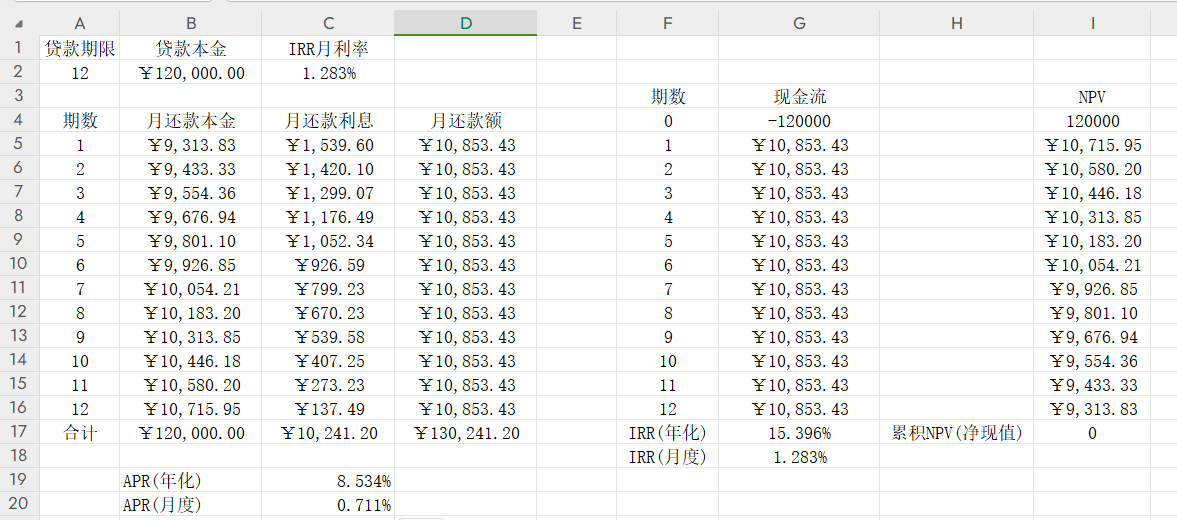 A B C D E F G H I
1 贷款期限 贷款本金 IRR月利率
2 12 ￥120,000.00 1.283%
3 期数 现金流 NPV
4 期数 月还款本金 月还款利息 月还款额 0 -120000 120000
5 1 ￥9,313.83 ￥1,539.60 ￥10,853.43 1 ￥10,853.43 ￥10,715.95
6 2 ￥9,433.33 ￥1,420.10 ￥10,853.43 2 ￥10,853.43 ￥10,580.20
7 3 ￥9,554.36 ￥1,299.07 ￥10,853.43 3 ￥10,853.43 ￥10,446.18
8 4 ￥9,676.94 ￥1,176.49 ￥10,853.43 4 ￥10,853.43 ￥10,313.85
9 5 ￥9,801.10 ￥1,052.34 ￥10,853.43 5 ￥10,853.43 ￥10,183.20
10 6 ￥9,926.85 ￥926.59 ￥10,853.43 6 ￥10,853.43 ￥10,054.21
11 7 ￥10,054.21 ￥799.23 ￥10,853.43 7 ￥10,853.43 ￥9,926.85
12 8 ￥10,183.20 ￥670.23 ￥10,853.43 8 ￥10,853.43 ￥9,801.10
13 9 ￥10,313.85 ￥539.58 ￥10,853.43 9 ￥10,853.43 ￥9,676.94
14 10 ￥10,446.18 ￥407.25 ￥10,853.43 10 ￥10,853.43 ￥9,554.36
15 11 ￥10,580.20 ￥273.23 ￥10,853.43 11 ￥10,853.43 ￥9,433.33
16 12 ￥10,715.95 ￥137.49 ￥10,853.43 12 ￥10,853.43 ￥9,313.83
17 合计 ￥120,000.00 ￥10,241.20 ￥130,241.20 IRR(年化) 15.396% 累积NPV(净现值) 0
18 IRR(月度) 1.283%
19 APR(年化) 8.534%
20 APR(月度) 0.711%